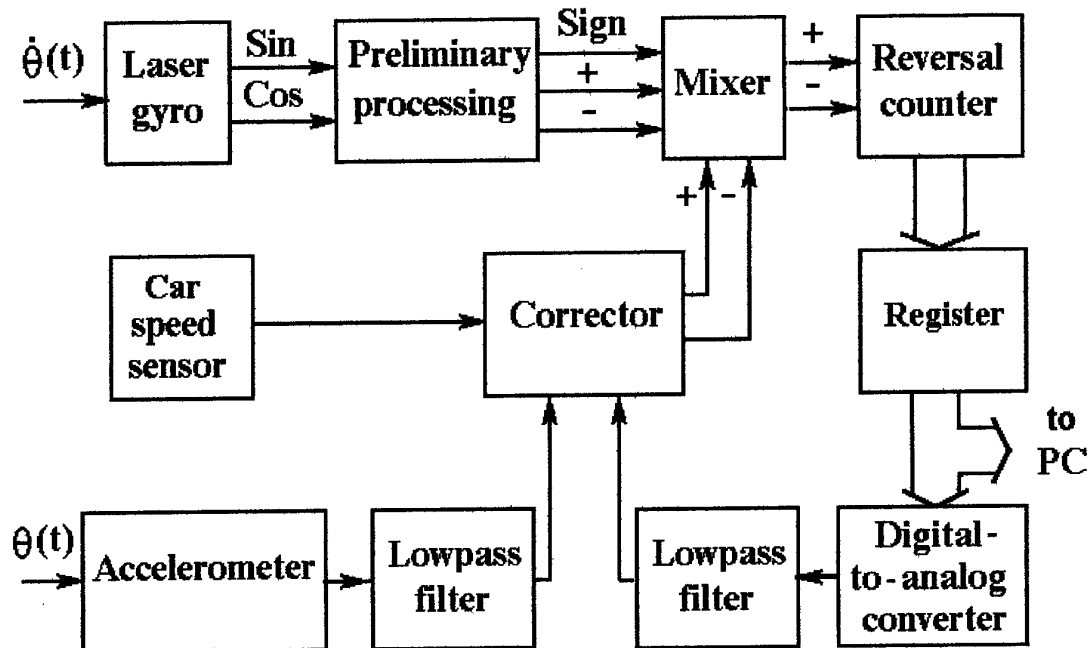 θ̇(t)
Laser
gyro
Sin
Cos
Preliminary
processing
Sign
+
-
Mixer
+
-
Reversal
counter
+
-
Car
speed
sensor
Corrector
Register
to
PC
θ(t)
Accelerometer
Lowpass
filter
Lowpass
filter
Digital-
to-analog
converter